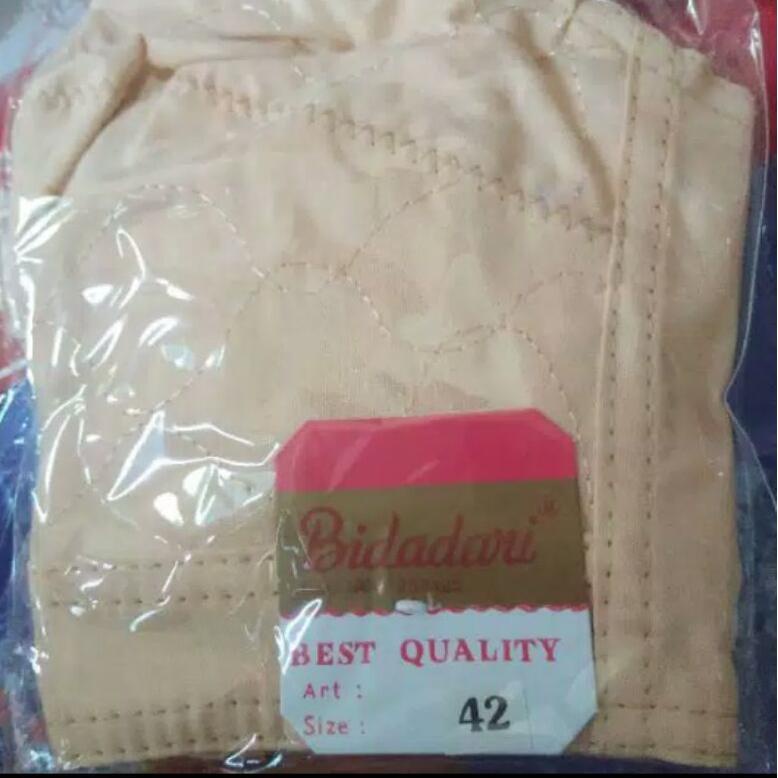 Bidadari
BEST QUALITY
Art :
Size : 42